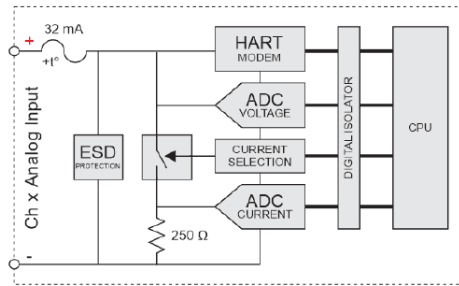 32 mA
+
+t°
HART
MODEM
ADC
VOLTAGE
ESD
PROTECTION
CURRENT
SELECTION
ADC
CURRENT
250 Ω
-
Ch x Analog Input
DIGITAL ISOLATOR
CPU